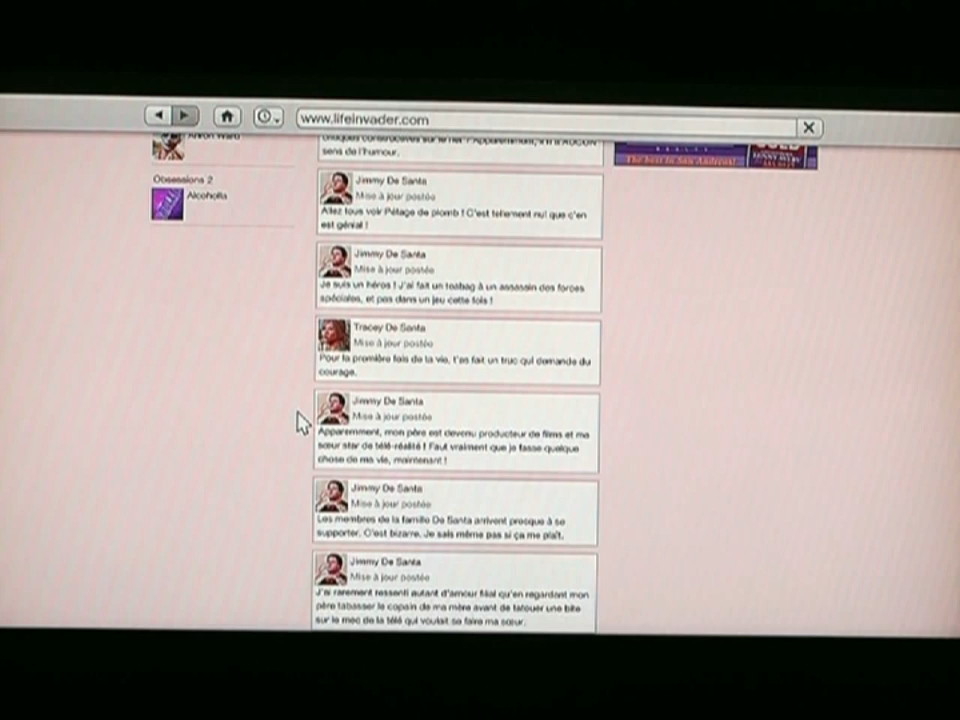 www.lifeinvader.com
Obsessions 2
Alcoholia
sens de l'humour.
The best in San Andreas!
Jimmy De Santa
Mise à jour postée
Allez tous voir Pétage de plomb ! C'est tellement nul que ç'en
est génial !
Jimmy De Santa
Mise à jour postée
Je suis un héros ! J'ai fait un teabag à un assassin des forces
spéciales, et pas dans un jeu cette fois !
Tracey De Santa
Mise à jour postée
Pour la première fois de ta vie, t'as fait un truc qui demande du
courage.
Jimmy De Santa
Mise à jour postée
Apparemment, mon père est devenu producteur de films et ma
sœur star de télé-réalité ! Faut vraiment que je fasse quelque
chose de ma vie, maintenant !
Jimmy De Santa
Mise à jour postée
Les membres de la famille De Santa arrivent presque à se
supporter. C'est bizarre. Je sais même pas si ça me plaît.
Jimmy De Santa
Mise à jour postée
J'ai rarement ressenti autant d'amour filial qu'en regardant mon
père tabasser le copain de ma mère avant de tatouer une bite
sur le mec de la télé qui voulait se faire ma sœur.